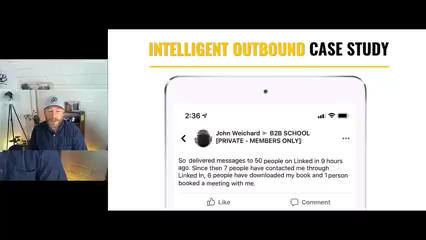 INTELLIGENT OUTBOUND CASE STUDY
2:36
John Weichard ▶ B2B SCHOOL
[PRIVATE - MEMBERS ONLY]
So delivered messages to 50 people on Linked in 9 hours
ago. Since then 7 people have contacted me through
Linked In, 6 people have downloaded my book and 1 person
booked a meeting with me.
Like Comment